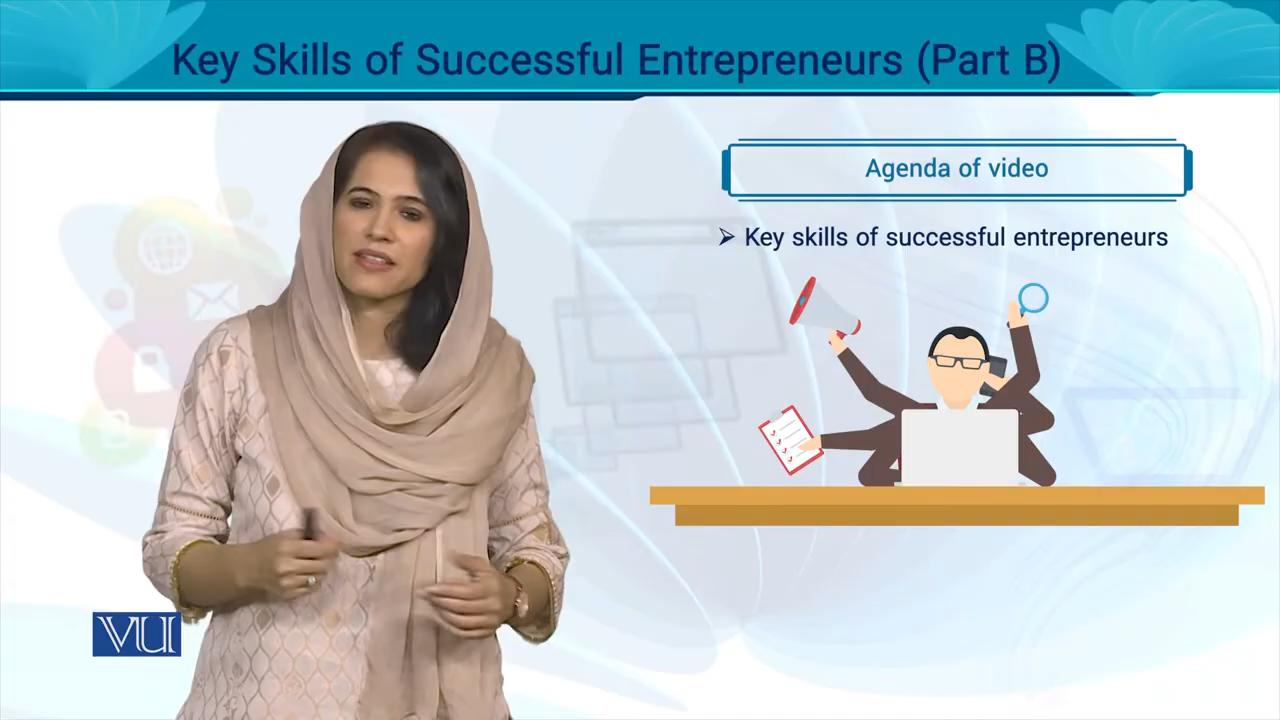 Key Skills of Successful Entrepreneurs (Part B)
Agenda of video
➢ Key skills of successful entrepreneurs
VU